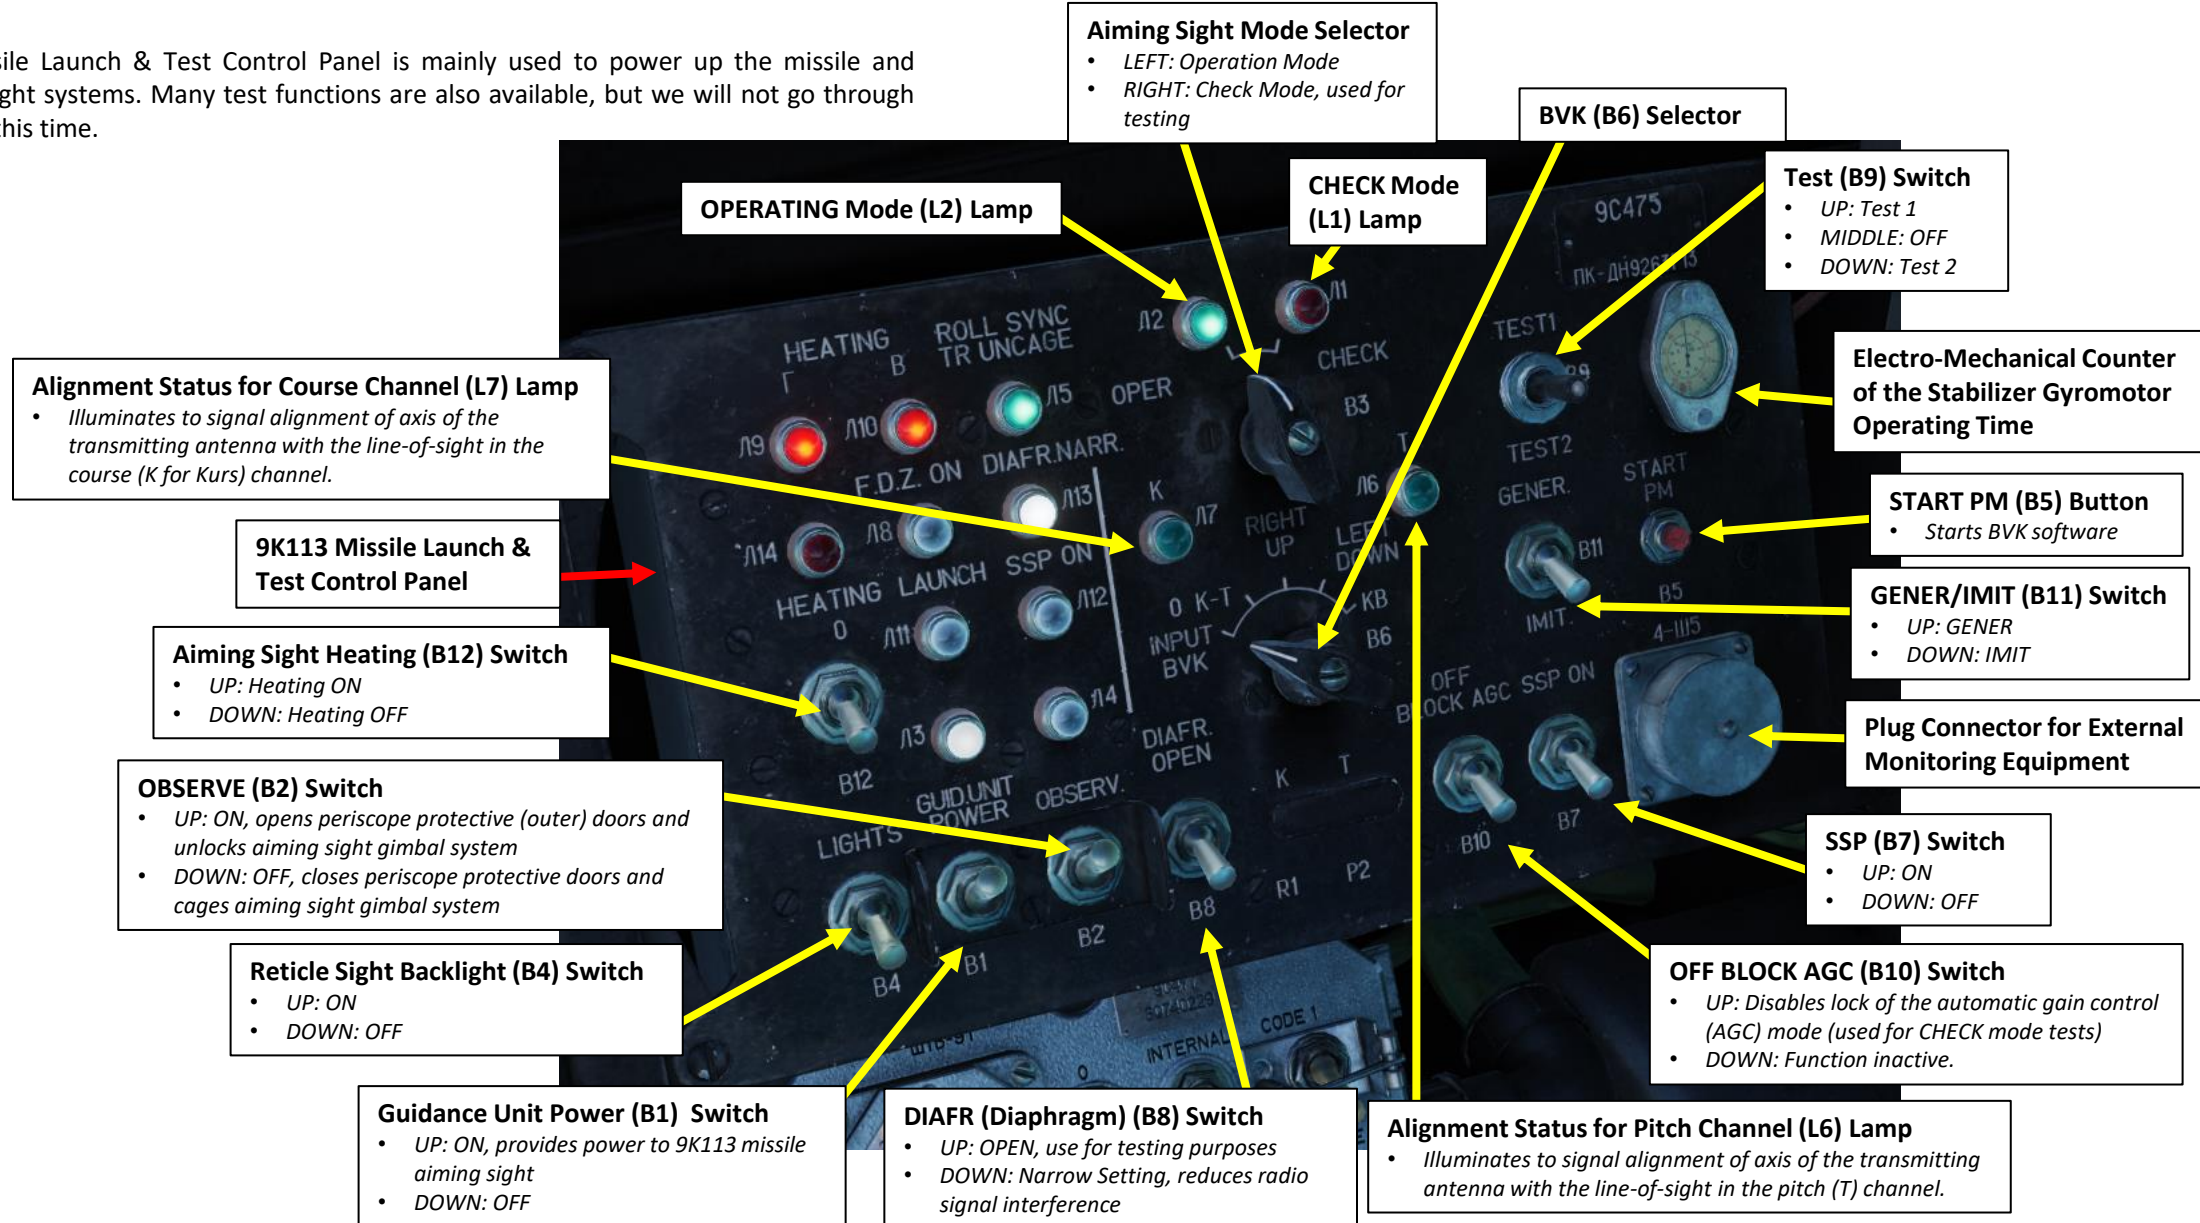 sile Launch & Test Control Panel is mainly used to power up the missile and
ght systems. Many test functions are also available, but we will not go through
this time.
Aiming Sight Mode Selector
• LEFT: Operation Mode
• RIGHT: Check Mode, used for
testing
BVK (B6) Selector
OPERATING Mode (L2) Lamp
CHECK Mode
(L1) Lamp
Test (B9) Switch
• UP: Test 1
• MIDDLE: OFF
• DOWN: Test 2
Alignment Status for Course Channel (L7) Lamp
• Illuminates to signal alignment of axis of the
transmitting antenna with the line-of-sight in the
course (K for Kurs) channel.
Electro-Mechanical Counter
of the Stabilizer Gyromotor
Operating Time
9K113 Missile Launch &
Test Control Panel
START PM (B5) Button
• Starts BVK software
GENER/IMIT (B11) Switch
• UP: GENER
• DOWN: IMIT
Aiming Sight Heating (B12) Switch
• UP: Heating ON
• DOWN: Heating OFF
Plug Connector for External
Monitoring Equipment
OBSERVE (B2) Switch
• UP: ON, opens periscope protective (outer) doors and
unlocks aiming sight gimbal system
• DOWN: OFF, closes periscope protective doors and
cages aiming sight gimbal system
SSP (B7) Switch
• UP: ON
• DOWN: OFF
Reticle Sight Backlight (B4) Switch
• UP: ON
• DOWN: OFF
OFF BLOCK AGC (B10) Switch
• UP: Disables lock of the automatic gain control
(AGC) mode (used for CHECK mode tests)
• DOWN: Function inactive.
Guidance Unit Power (B1) Switch
• UP: ON, provides power to 9K113 missile
aiming sight
• DOWN: OFF
DIAFR (Diaphragm) (B8) Switch
• UP: OPEN, use for testing purposes
• DOWN: Narrow Setting, reduces radio
signal interference
Alignment Status for Pitch Channel (L6) Lamp
• Illuminates to signal alignment of axis of the transmitting
antenna with the line-of-sight in the pitch (T) channel.
9С475
HEATING
Г В
ROLL SYNC
TR UNCAGE
Л2
Л1
CHECK
OPER
B3
TEST1
B9
TEST2
Л9
Л10
Л5
F.D.Z. ON
DIAFR.NARR.
Л14
Л8
Л13
K
Л7
T
Л6
RIGHT
UP
LEFT
DOWN
GENER.
B11
IMIT.
START
PM
B5
4-Ш5
HEATING
0
LAUNCH
SSP ON
Л11
Л12
0 K-T
KB
INPUT
BVK
B6
Л3
Л4
B12
DIAFR.
OPEN
OFF
BLOCK AGC
SSP ON
LIGHTS
GUID.UNIT
POWER
OBSERV.
K T
B4
B1
B2
B8
R1
P2
B10
B7
INTERNAL
CODE 1
0